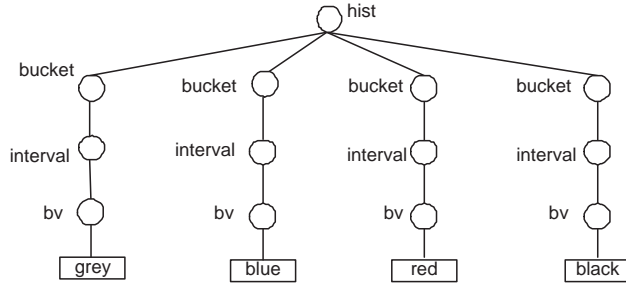 hist
bucket
bucket
bucket
bucket
interval
interval
interval
interval
bv
bv
bv
bv
grey
blue
red
black